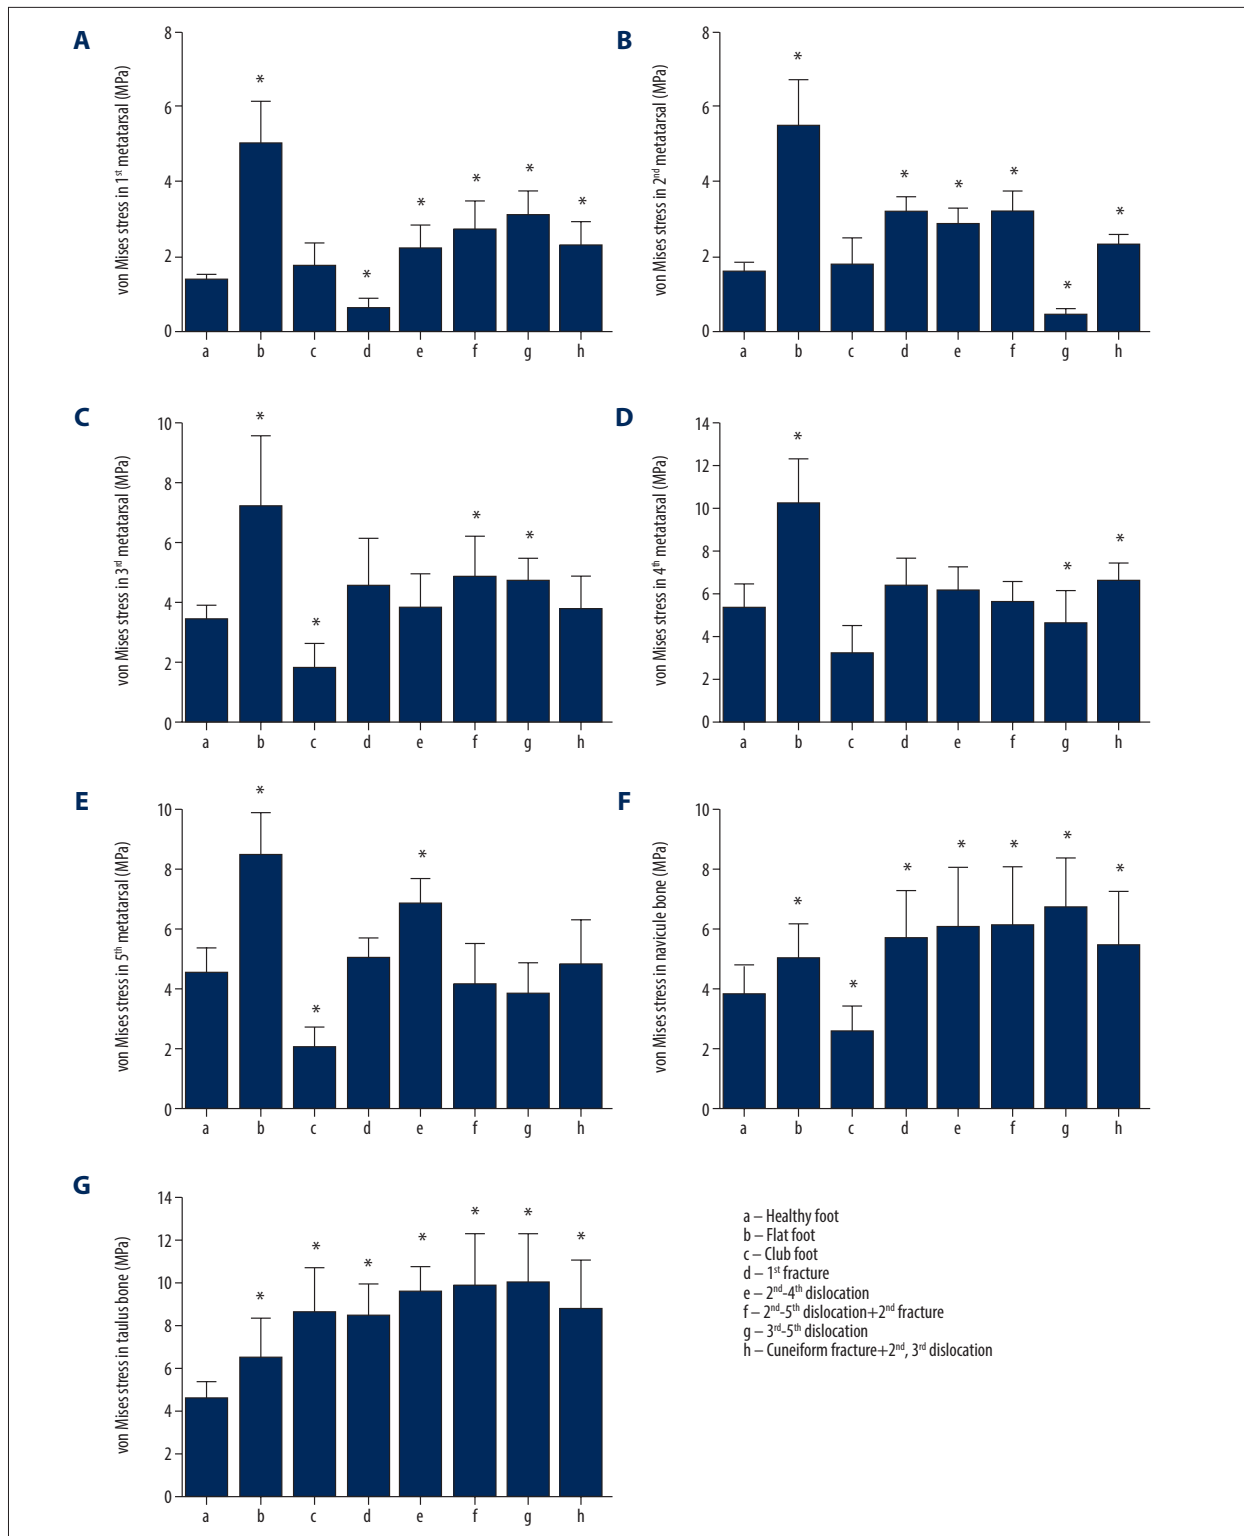 A
von Mises stress in 1st metatarsal (MPa)
8
6
4
2
0
* * * * * *
a b c d e f g h
B
von Mises stress in 2nd metatarsal (MPa)
8
6
4
2
0
* * * * * *
a b c d e f g h
C
von Mises stress in 3rd metatarsal (MPa)
10
8
6
4
2
0
* * * *
a b c d e f g h
D
von Mises stress in 4th metatarsal (MPa)
14
12
10
8
6
4
2
0
* * *
a b c d e f g h
E
von Mises stress in 5th metatarsal (MPa)
10
8
6
4
2
0
* * *
a b c d e f g h
F
von Mises stress in navicule bone (MPa)
10
8
6
4
2
0
* * * * * * *
a b c d e f g h
G
von Mises stress in taulus bone (MPa)
14
12
10
8
6
4
2
0
* * * * * * *
a b c d e f g h
a – Healthy foot
b – Flat foot
c – Club foot
d – 1st fracture
e – 2nd-4th dislocation
f – 2nd-5th dislocation+2nd fracture
g – 3rd-5th dislocation
h – Cuneiform fracture+2nd, 3rd dislocation